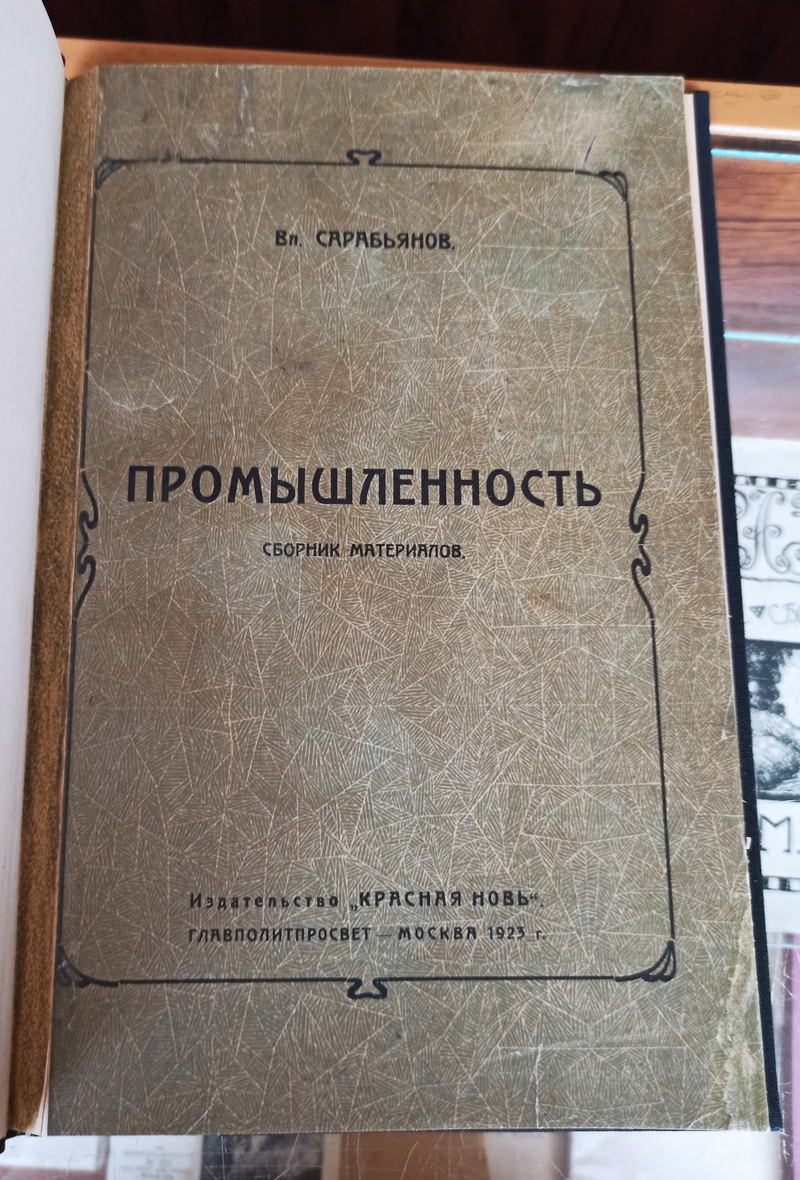 Вл. САРАБЬЯНОВ.
ПРОМЫШЛЕННОСТЬ
СБОРНИК МАТЕРИАЛОВ.
Издательство „КРАСНАЯ НОВЬ“.
ГЛАВПОЛИТПРОСВЕТ — МОСКВА 1923 г.